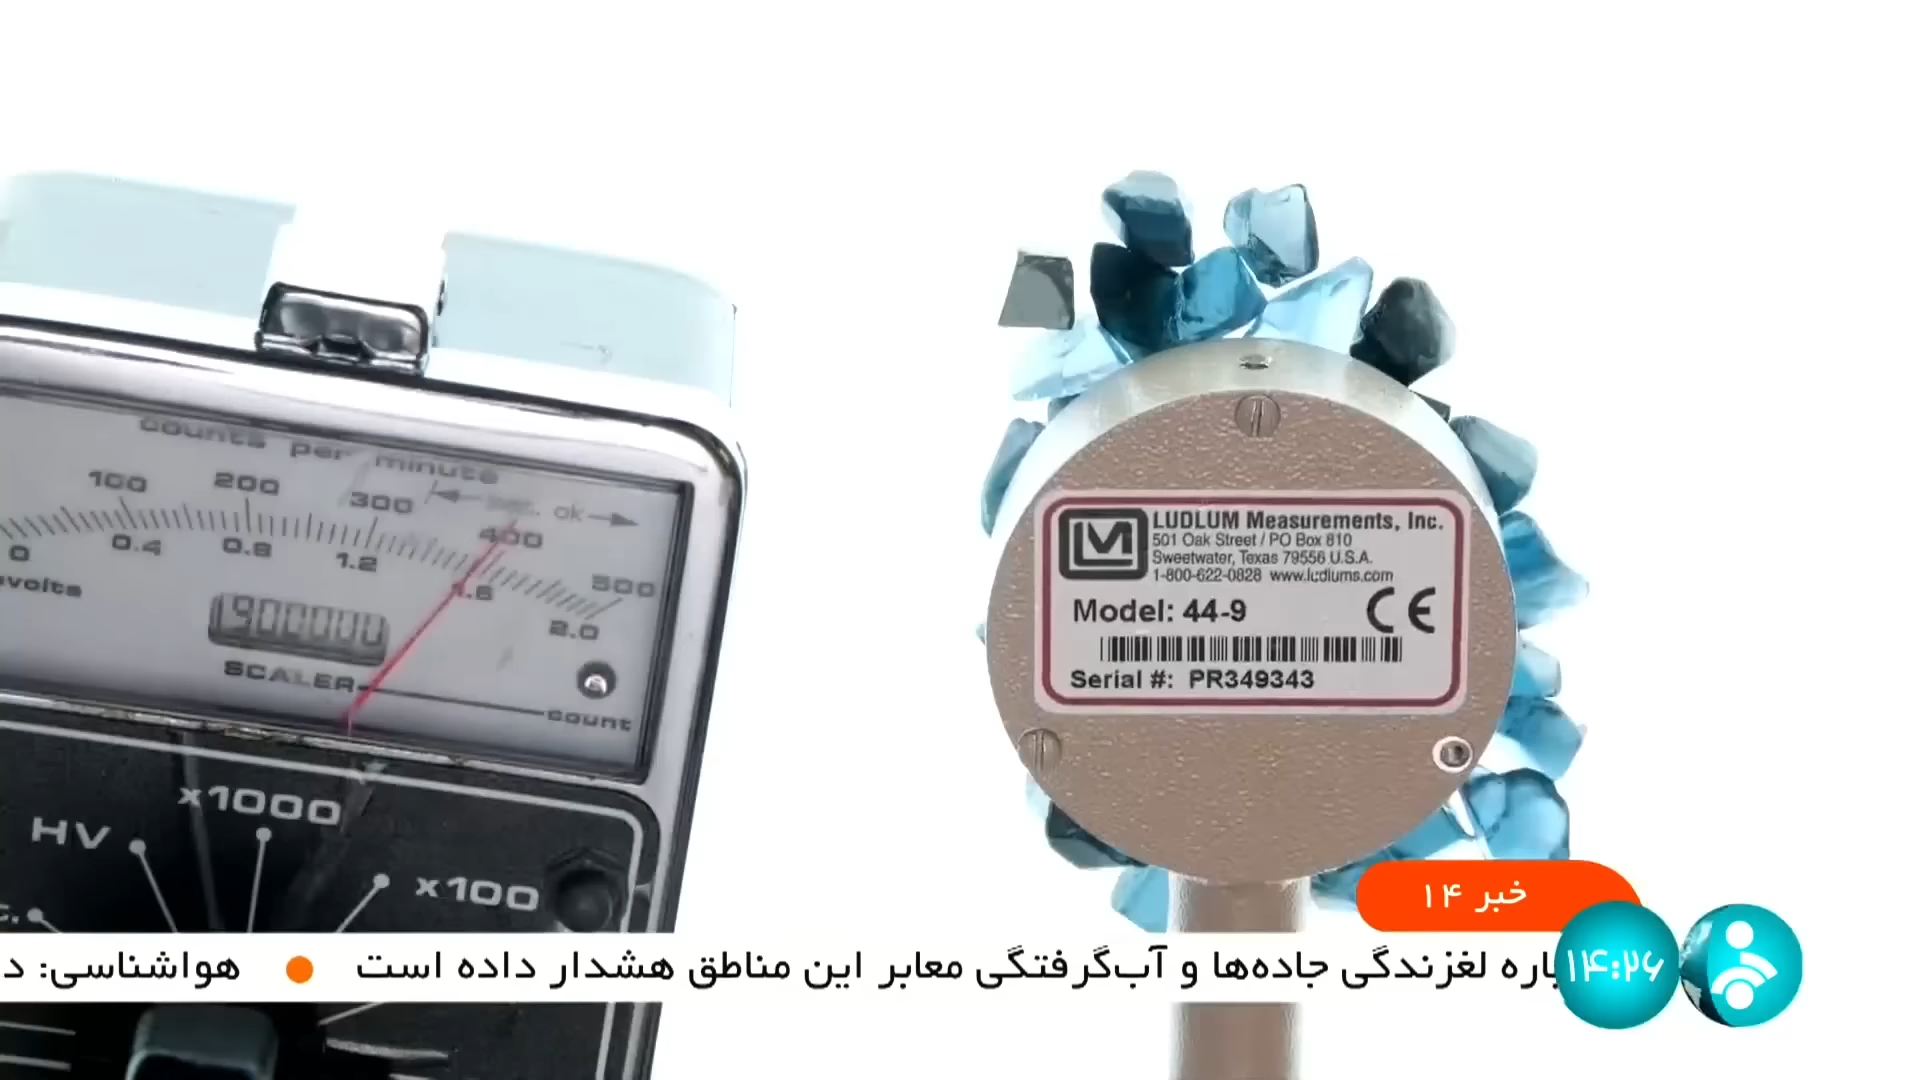 counts per minute
100 200 300 400 500
ok
0 0.4 0.8 1.2 1.6 2.0
SCALER
count
x1000
HV
x100
LM
LUDLUM Measurements, Inc.
501 Oak Street / PO Box 810
Sweetwater, Texas 79556 U.S.A.
1-800-622-0828 www.ludlums.com
Model: 44-9
CE
Serial #: PR349343
خبر ۱۴
جاده‌ها و آب‌گرفتگی معابر این مناطق هشدار داده است • هواشناسی:
۱۴:۲۶